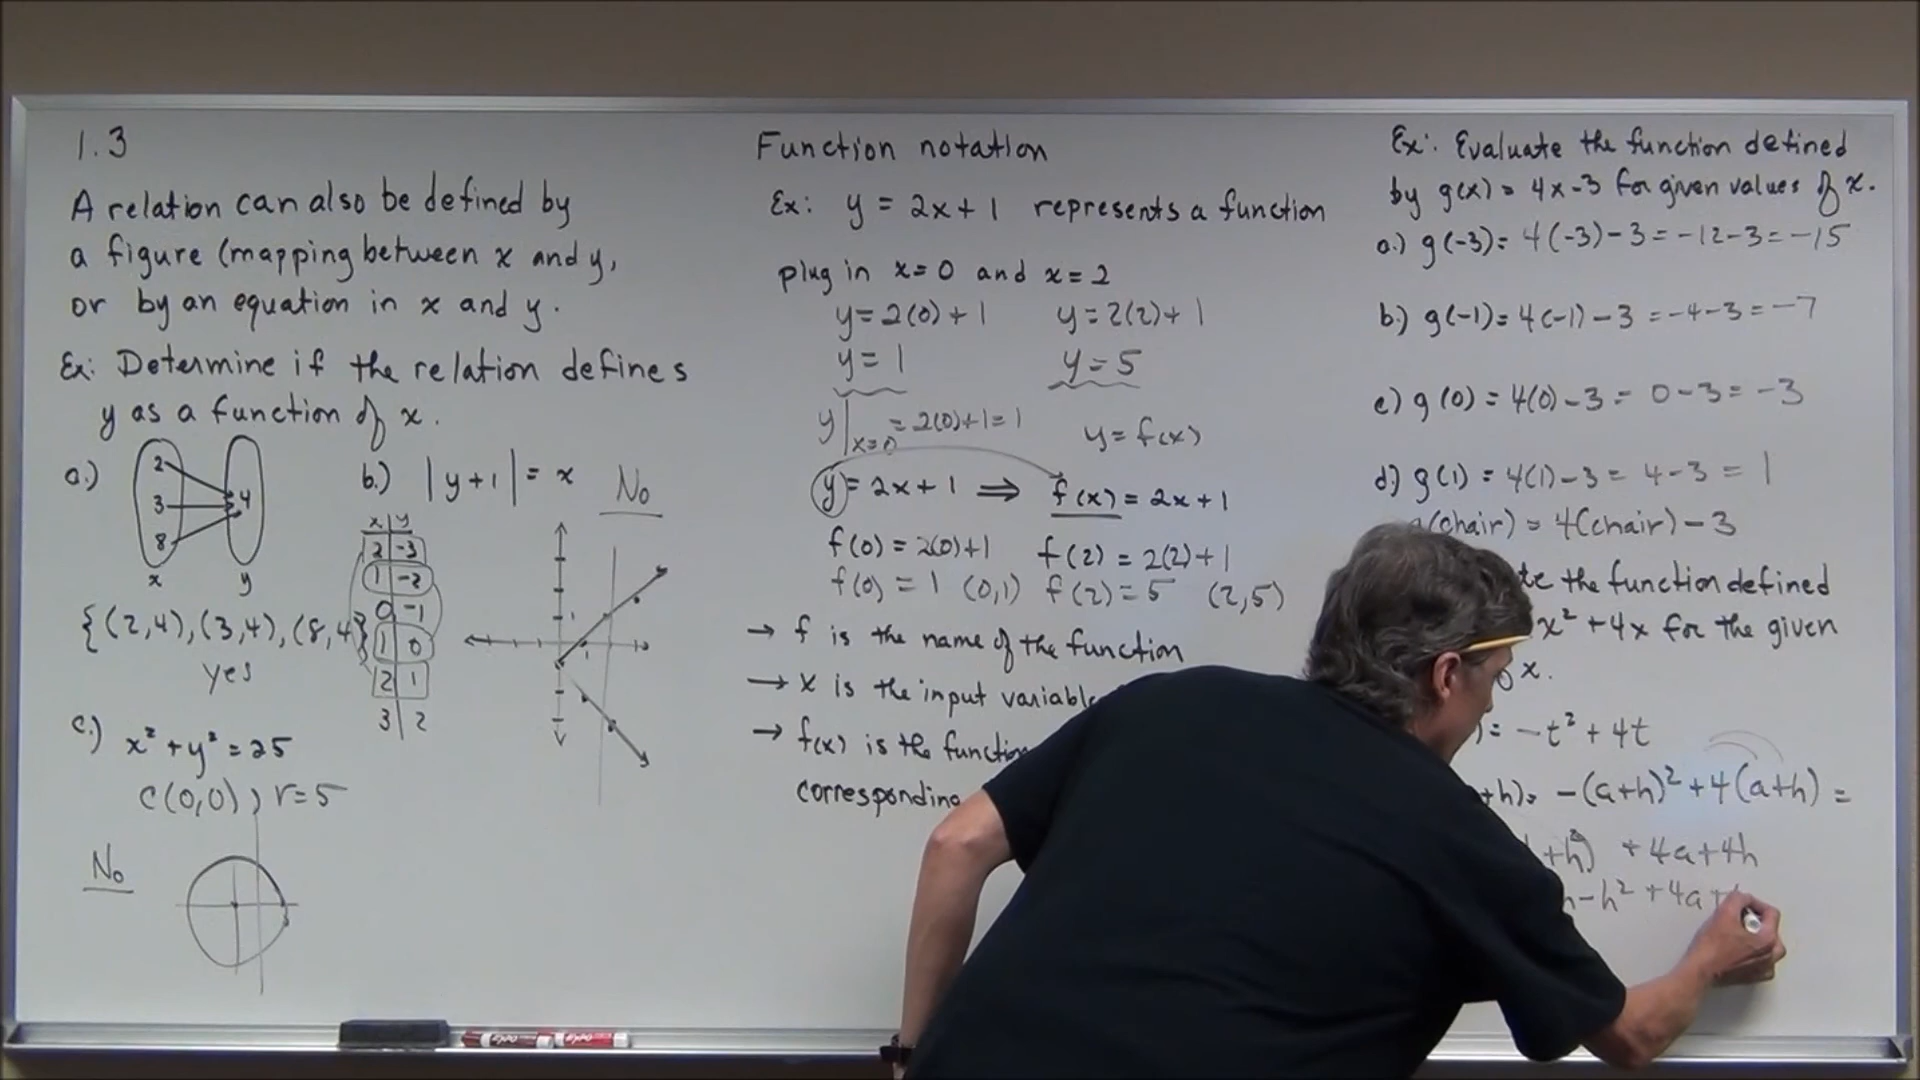 1.3
A relation can also be defined by
a figure (mapping between x and y,
or by an equation in x and y.
Ex: Determine if the relation defines
y as a function of x.
a.)
2
3
8
4
x
y
{(2,4),(3,4),(8,4)}
yes
b.) |y+1| = x No
x y
2 -3
1 -2
0 -1
1 0
2 1
3 2
1
1
c.) x² + y² = 25
C(0,0), r=5
No
Function notation
Ex: y = 2x+1 represents a function
plug in x=0 and x=2
y=2(0)+1 y=2(2)+1
y=1 y=5
y|x=0 =2(0)+1=1 y=f(x)
y=2x+1 ⇒ f(x)=2x+1
f(0)=2(0)+1 f(2)=2(2)+1
f(0)=1 (0,1) f(2)=5 (2,5)
→ f is the name of the function
→ x is the input variable
→ f(x) is the function
corresponding
Ex: Evaluate the function defined
by g(x)=4x-3 for given values of x.
a.) g(-3)=4(-3)-3=-12-3=-15
b.) g(-1)=4(-1)-3=-4-3=-7
c.) g(0)=4(0)-3=0-3=-3
d.) g(1)=4(1)-3=4-3=1
(chair)=4(chair)-3
the function defined
x²+4x for the given
x.
)=-t²+4t
+h)=-(a+h)²+4(a+h)=
+h²) +4a+4h
h-h²+4a+
expo
expo